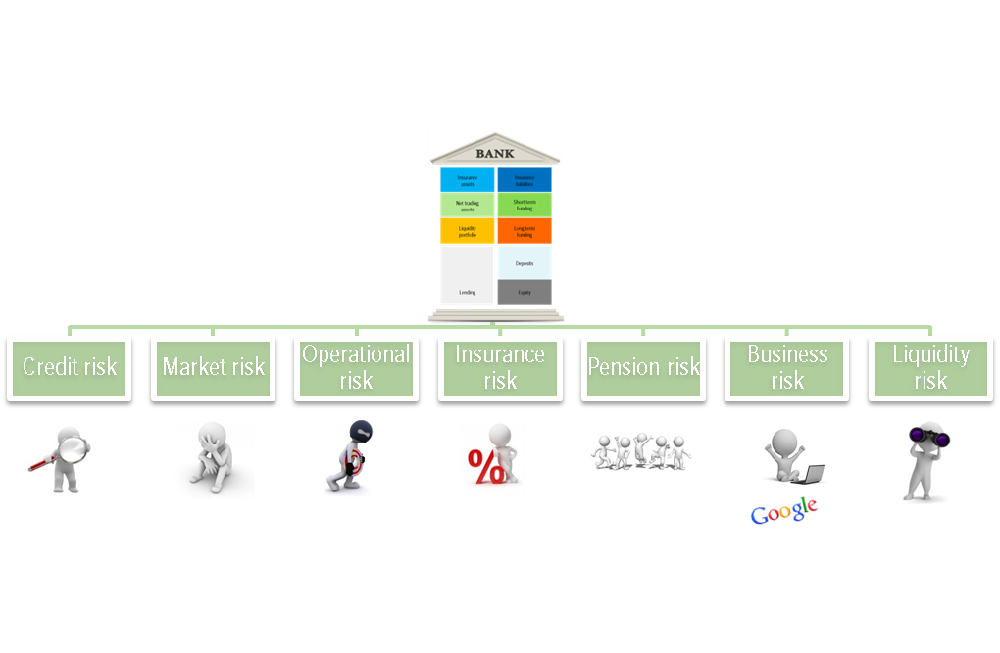 BANK
Insurance
assets
Insurance
liabilities
Net trading
assets
Short term
funding
Liquidity
portfolio
Long term
funding
Deposits
Lending
Equity
Credit risk
Market risk
Operational
risk
Insurance
risk
Pension risk
Business
risk
Liquidity
risk
%
Google